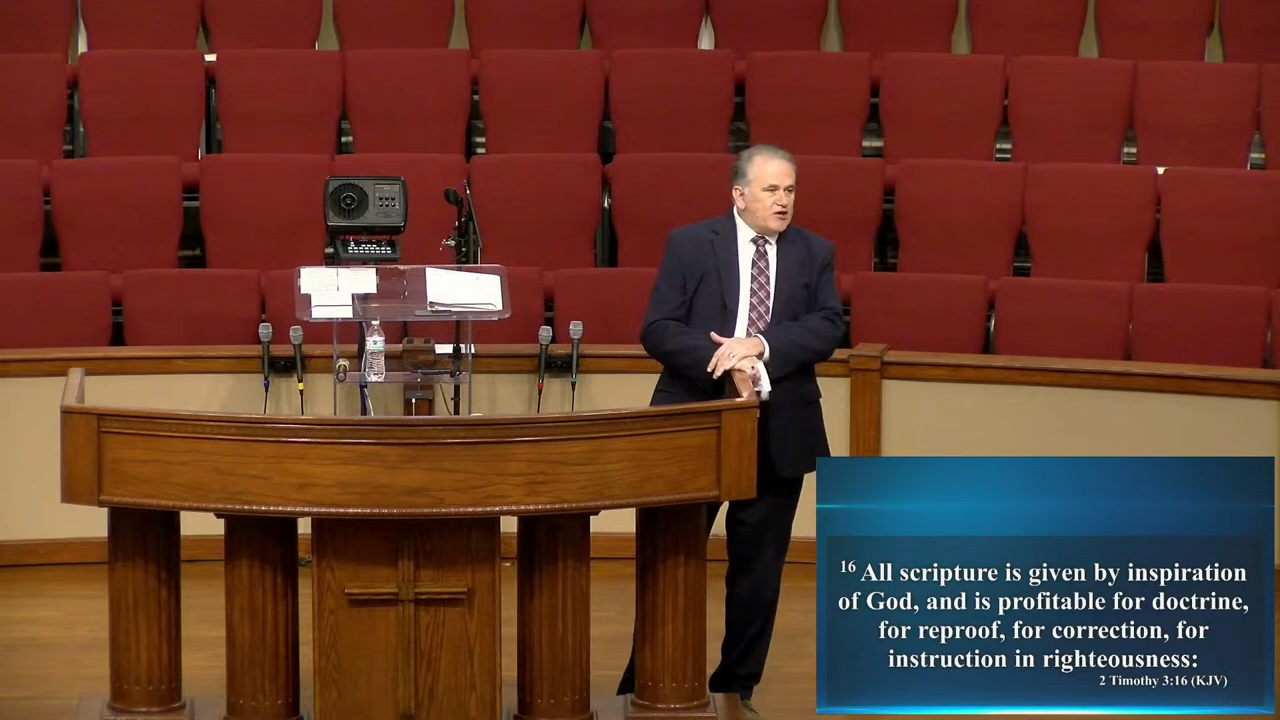 16 All scripture is given by inspiration
of God, and is profitable for doctrine,
for reproof, for correction, for
instruction in righteousness:
2 Timothy 3:16 (KJV)